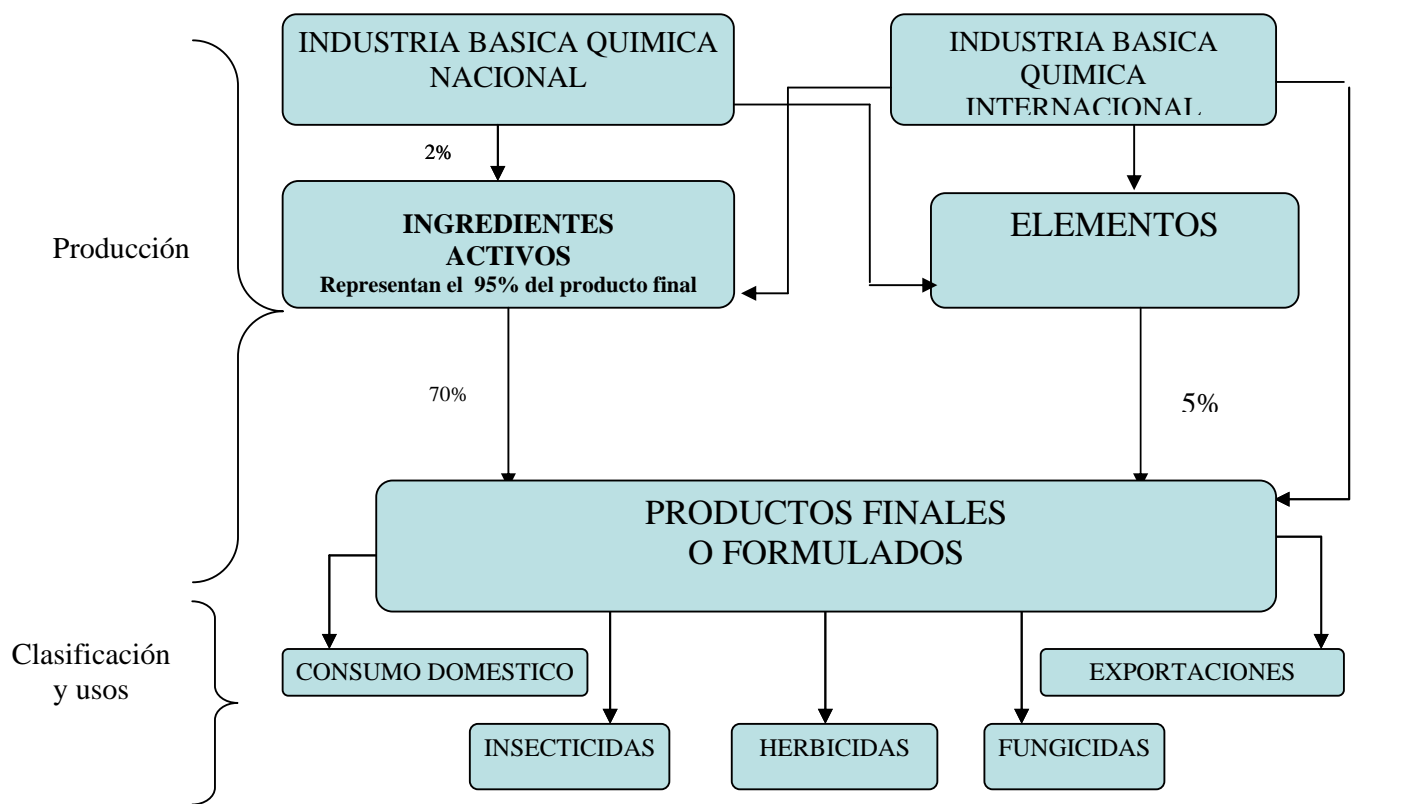 INDUSTRIA BASICA QUIMICA
NACIONAL
INDUSTRIA BASICA
QUIMICA
INTERNACIONAL
2%
INGREDIENTES
ACTIVOS
Representan el 95% del producto final
ELEMENTOS
Producción
70%
5%
PRODUCTOS FINALES
O FORMULADOS
Clasificación
y usos
CONSUMO DOMESTICO
EXPORTACIONES
INSECTICIDAS
HERBICIDAS
FUNGICIDAS